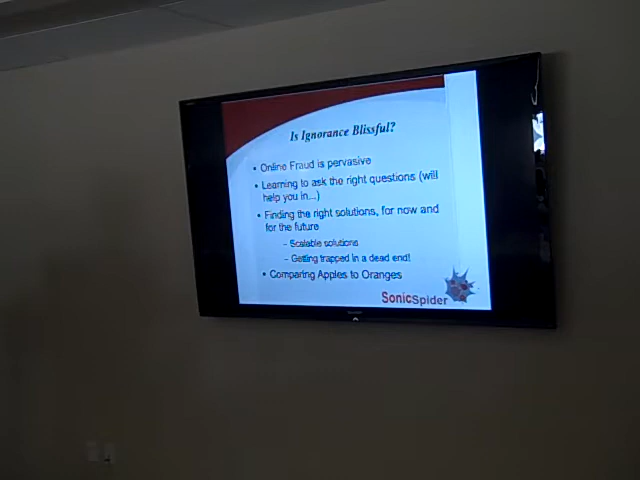 Is Ignorance Blissful?
• Online Fraud is pervasive
• Learning to ask the right questions (will
help you in...)
• Finding the right solutions, for now and
for the future
– Scalable solutions
– Getting trapped in a dead end!
• Comparing Apples to Oranges
SonicSpider